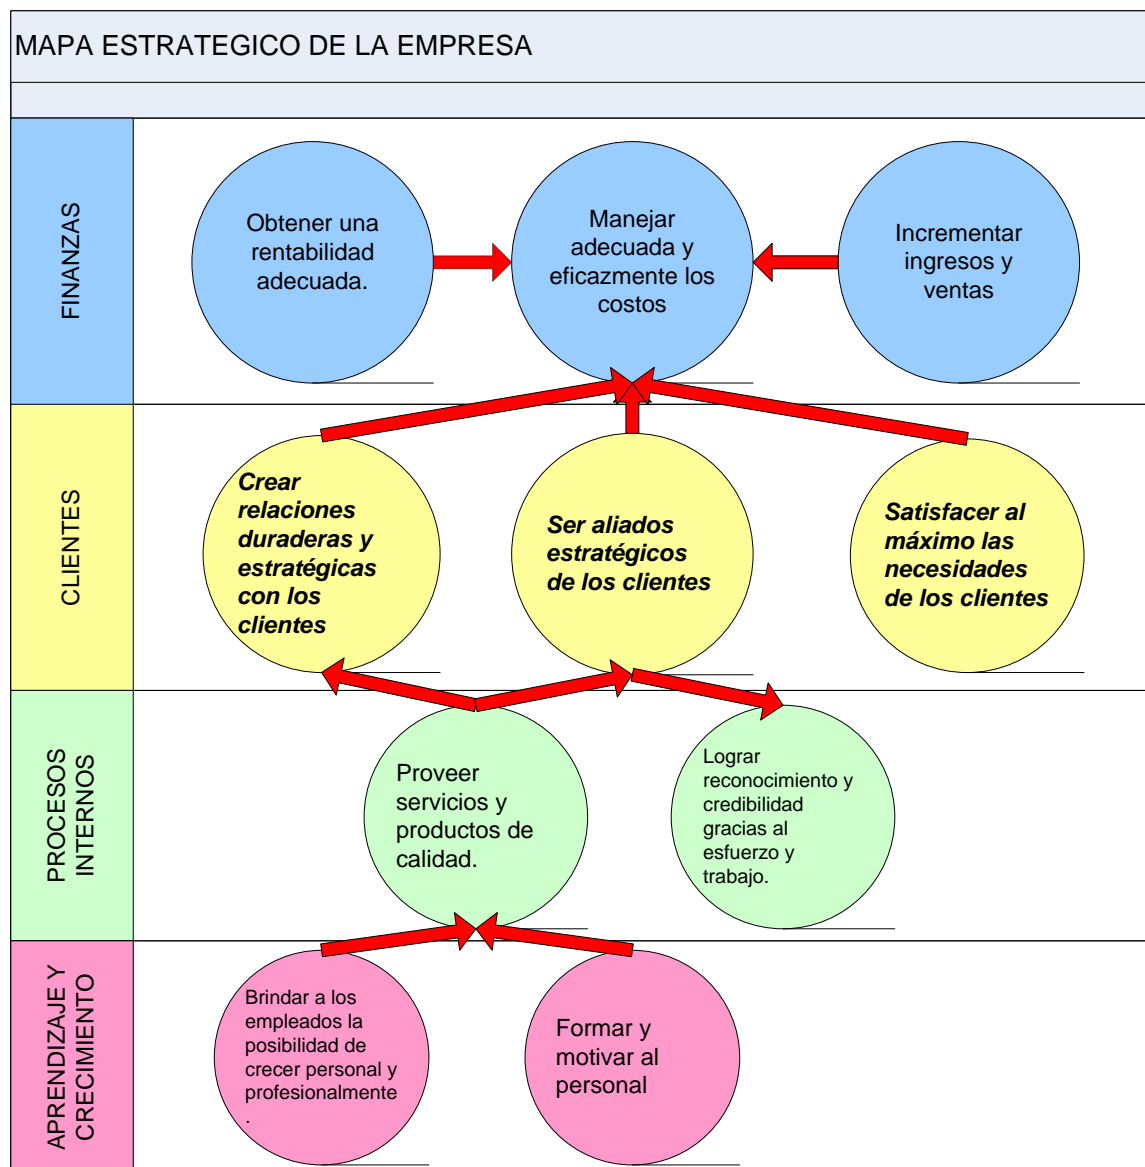 MAPA ESTRATEGICO DE LA EMPRESA
FINANZAS
Obtener una
rentabilidad
adecuada.
Manejar
adecuada y
eficazmente los
costos
Incrementar
ingresos y
ventas
CLIENTES
Crear
relaciones
duraderas y
estratégicas
con los
clientes
Ser aliados
estratégicos
de los clientes
Satisfacer al
máximo las
necesidades
de los clientes
PROCESOS
INTERNOS
Proveer
servicios y
productos de
calidad.
Lograr
reconocimiento y
credibilidad
gracias al
esfuerzo y
trabajo.
APRENDIZAJE Y
CRECIMIENTO
Brindar a los
empleados la
posibilidad de
crecer personal y
profesionalmente
.
Formar y
motivar al
personal